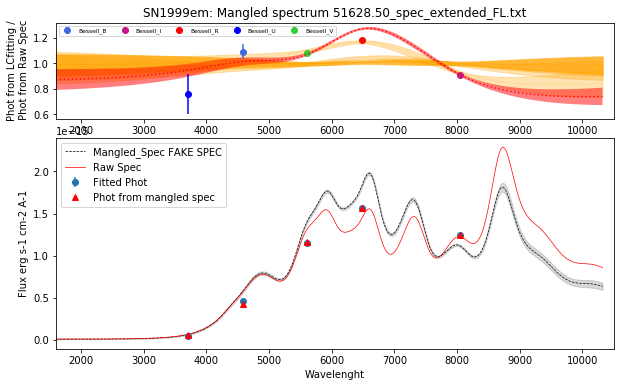 SN1999em: Mangled spectrum 51628.50_spec_extended_FL.txt
Phot from LCfitting /
Phot from Raw Spec
1.2
1.0
0.8
0.6
Bessell_B
Bessell_I
Bessell_R
Bessell_U
Bessell_V
2000 3000 4000 5000 6000 7000 8000 9000 10000
Flux erg s-1 cm-2 A-1
2.0
1.5
1.0
0.5
0.0
Mangled_Spec FAKE SPEC
Raw Spec
Fitted Phot
Phot from mangled spec
2000 3000 4000 5000 6000 7000 8000 9000 10000
Wavelenght